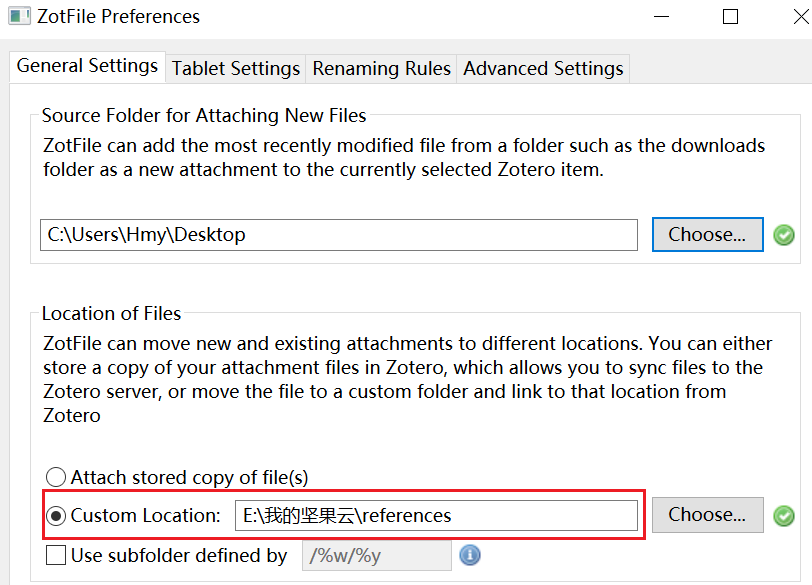 ZotFile Preferences
General Settings Tablet Settings Renaming Rules Advanced Settings
Source Folder for Attaching New Files
ZotFile can add the most recently modified file from a folder such as the downloads
folder as a new attachment to the currently selected Zotero item.
C:\Users\Hmy\Desktop Choose...
Location of Files
ZotFile can move new and existing attachments to different locations. You can either
store a copy of your attachment files in Zotero, which allows you to sync files to the
Zotero server, or move the file to a custom folder and link to that location from
Zotero
Attach stored copy of file(s)
Custom Location: E:\我的坚果云\references Choose...
Use subfolder defined by /%w/%y